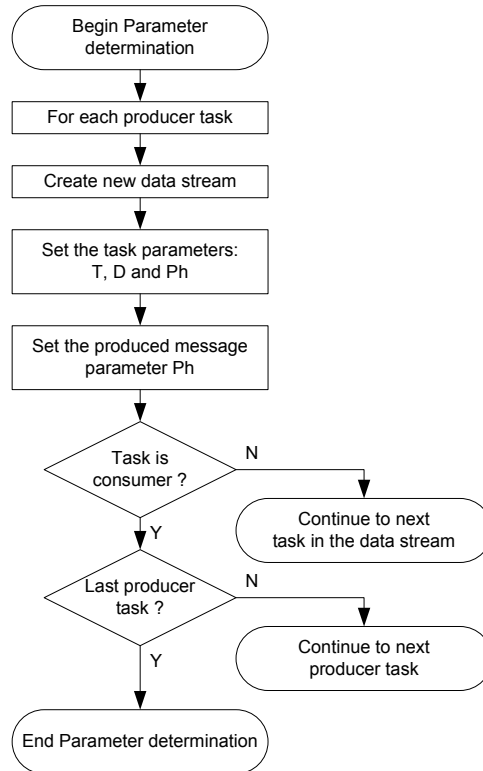 Begin Parameter
determination
For each producer task
Create new data stream
Set the task parameters:
T, D and Ph
Set the produced message
parameter Ph
Task is
consumer ?
N
Continue to next
task in the data stream
Y
Last producer
task ?
N
Continue to next
producer task
Y
End Parameter determination